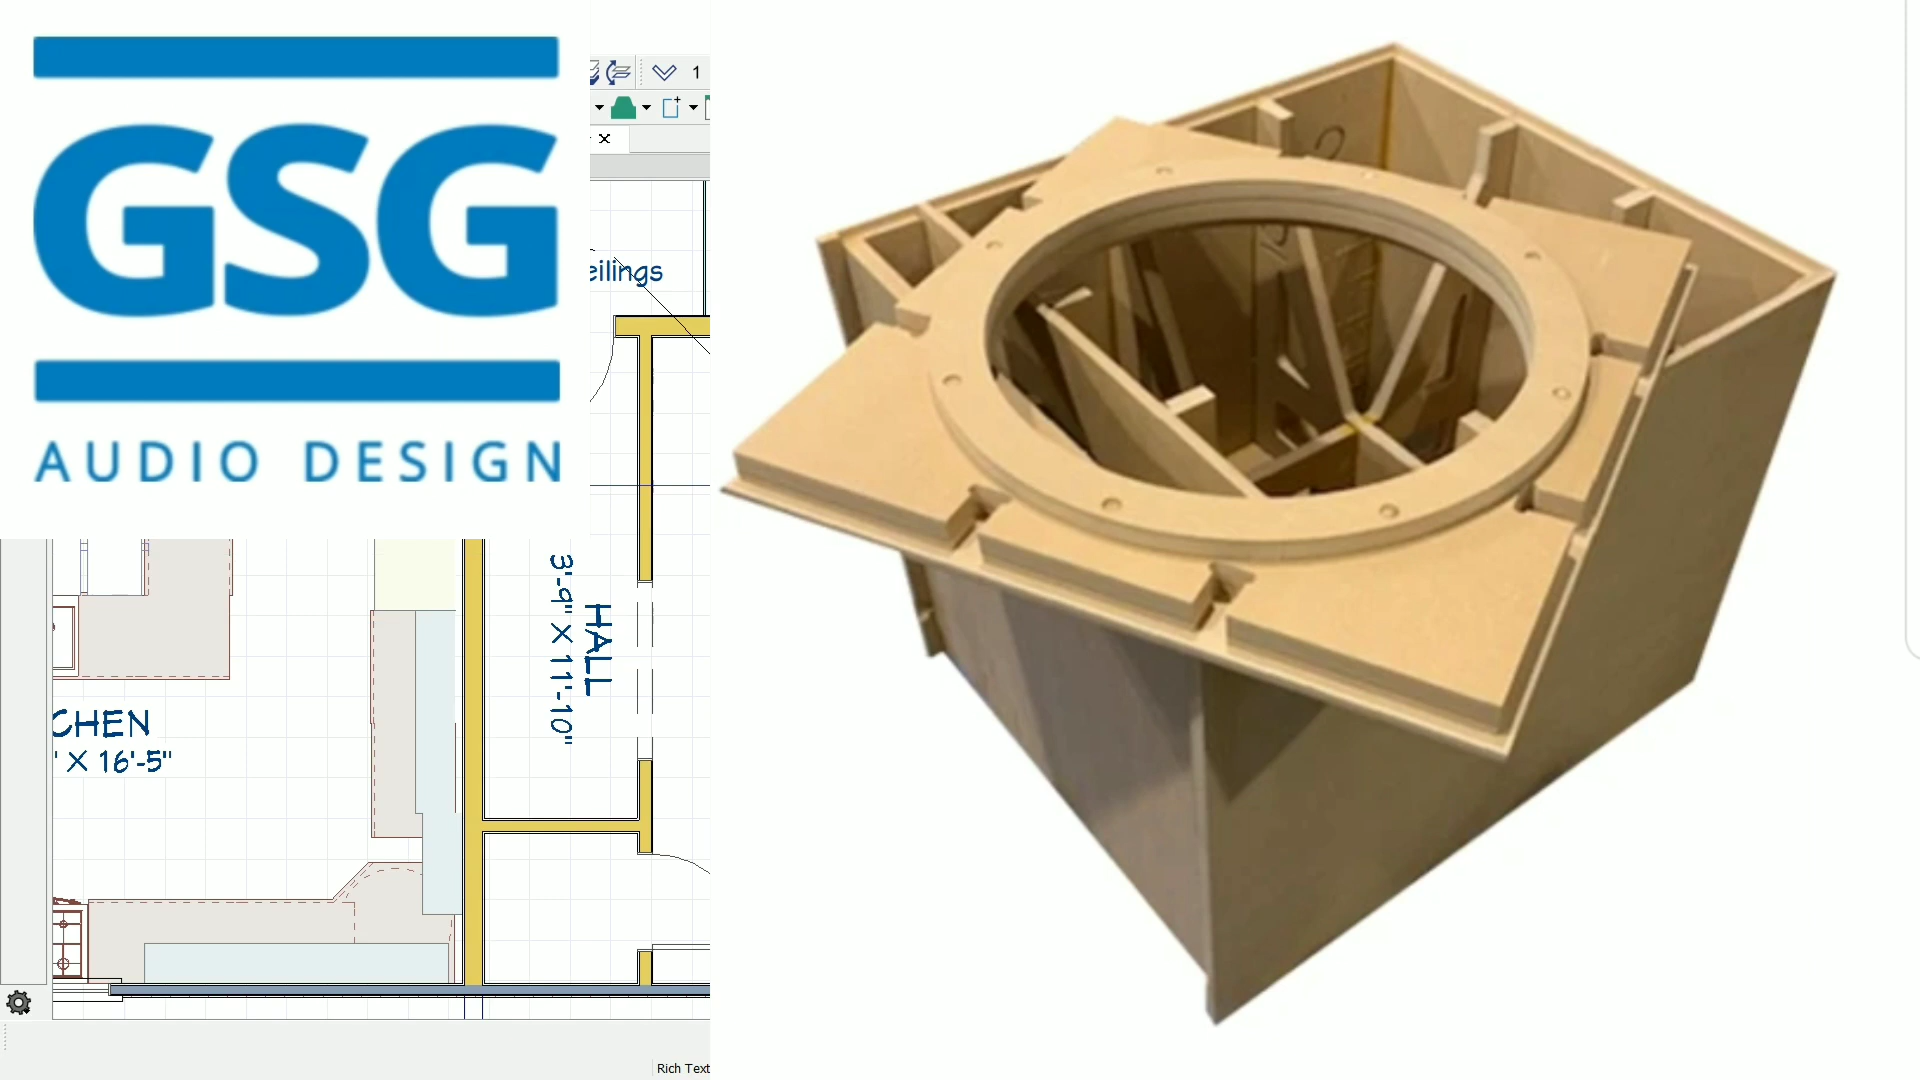 GSG
AUDIO DESIGN
1
eilings
HALL
3'-9" X 11'-10"
CHEN
' X 16'-5"
Rich Text